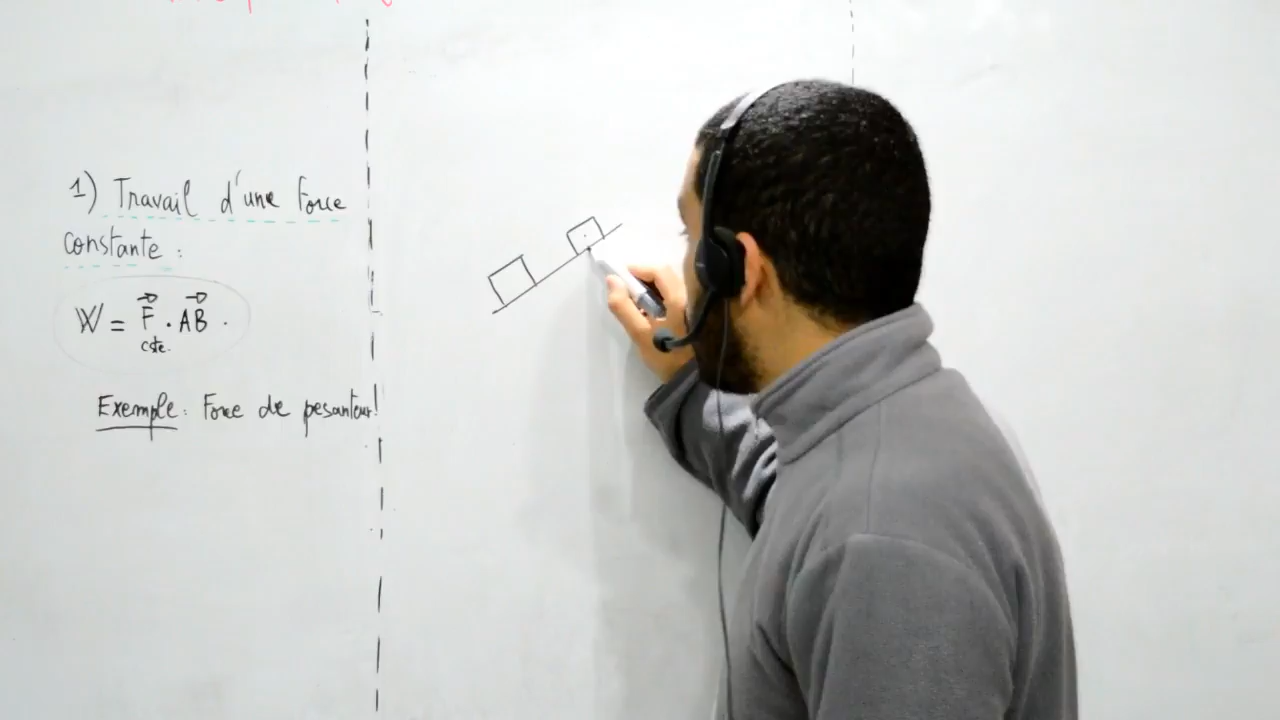 1) Travail d'une Force
constante :
W = F . AB .
cste.
Exemple : Force de pesanteur!